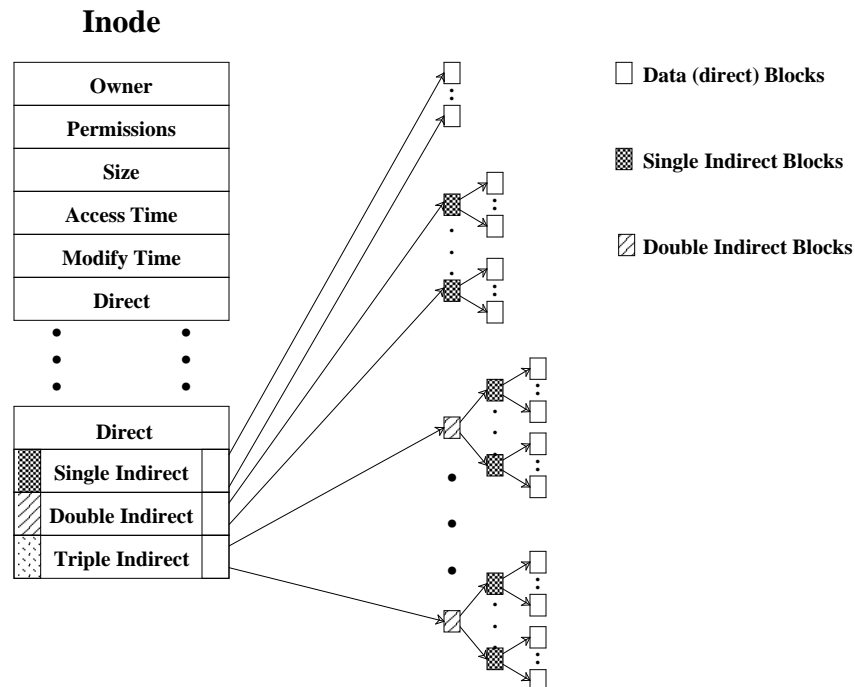 Inode
Owner
Permissions
Size
Access Time
Modify Time
Direct
Direct
Single Indirect
Double Indirect
Triple Indirect
Data (direct) Blocks
Single Indirect Blocks
Double Indirect Blocks